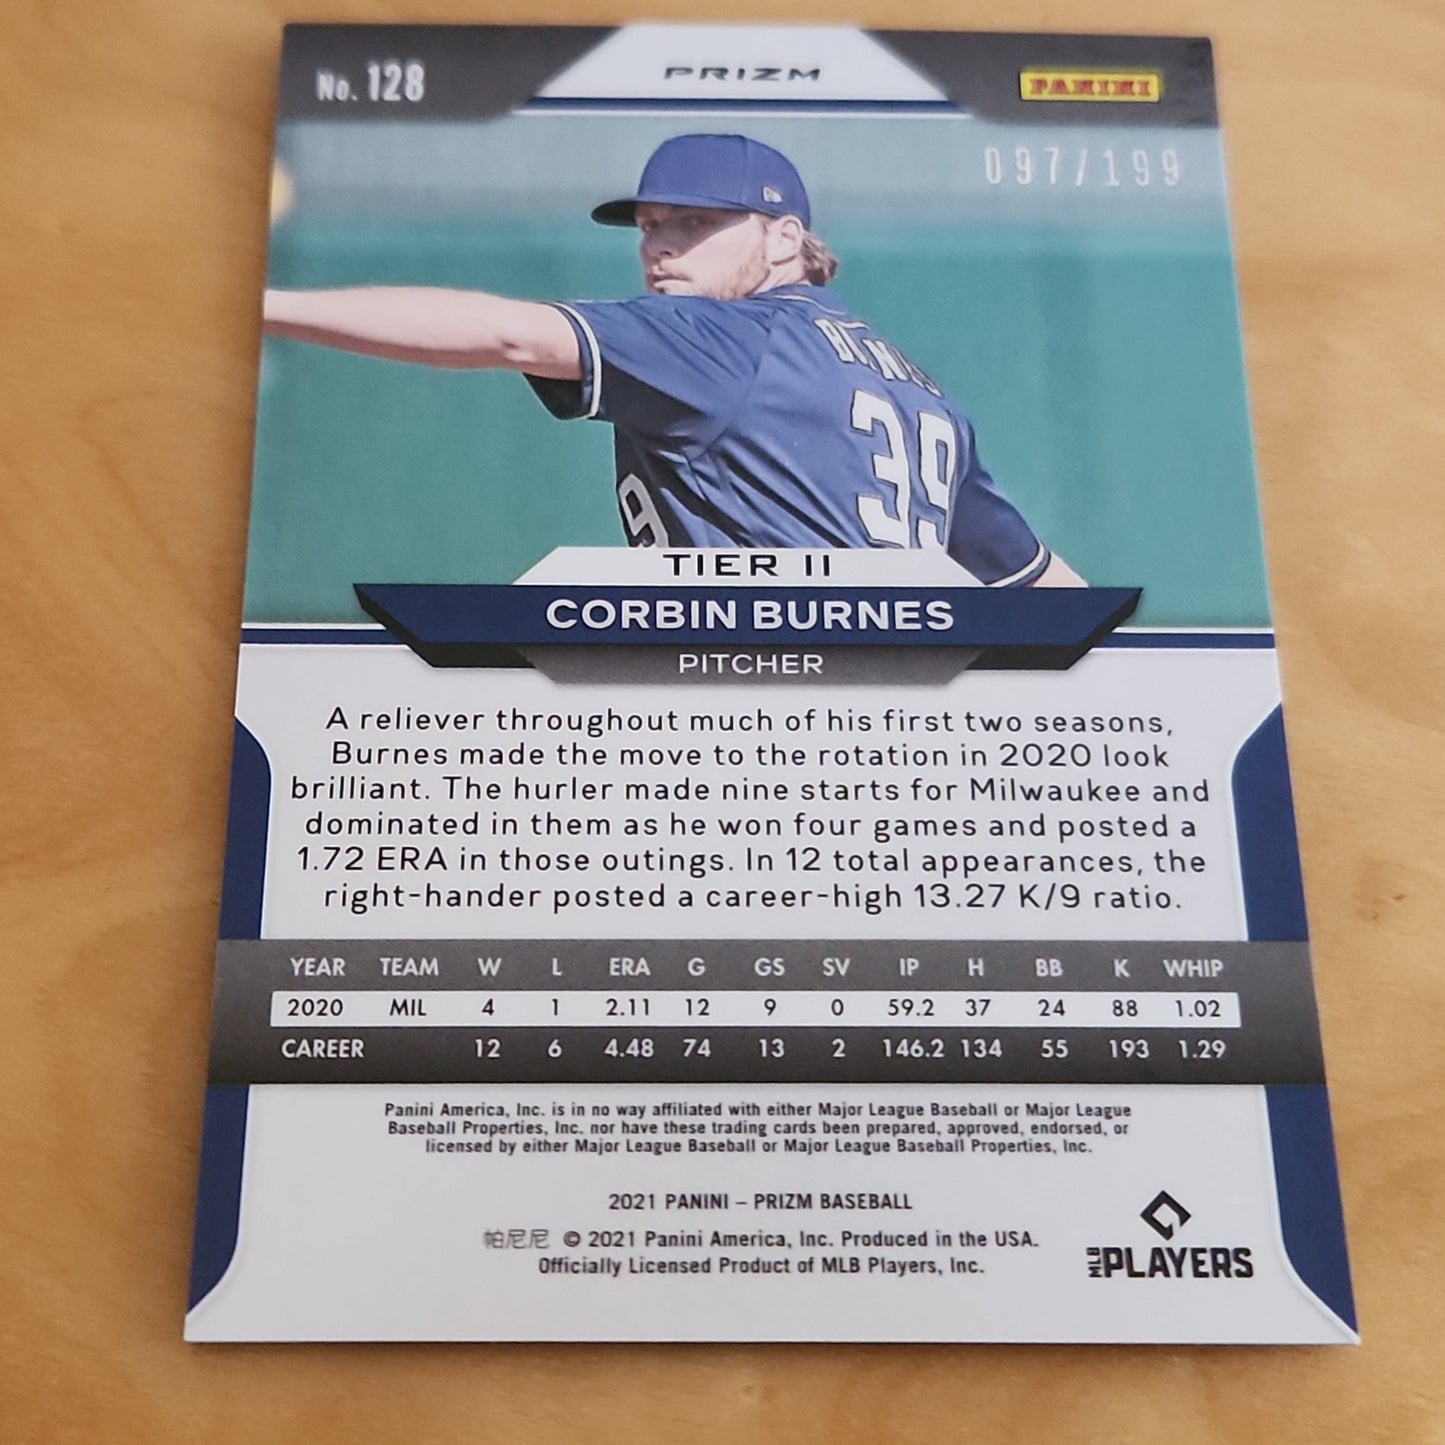 No. 128
PRIZM
PANINI
097/199
39
TIER II
CORBIN BURNES
PITCHER
A reliever throughout much of his first two seasons,
Burnes made the move to the rotation in 2020 look
brilliant. The hurler made nine starts for Milwaukee and
dominated in them as he won four games and posted a
1.72 ERA in those outings. In 12 total appearances, the
right-hander posted a career-high 13.27 K/9 ratio.
YEAR TEAM W L ERA G GS SV IP H BB K WHIP
2020 MIL 4 1 2.11 12 9 0 59.2 37 24 88 1.02
CAREER 12 6 4.48 74 13 2 146.2 134 55 193 1.29
Panini America, Inc. is in no way affiliated with either Major League Baseball or Major League
Baseball Properties, Inc. nor have these trading cards been prepared, approved, endorsed, or
licensed by either Major League Baseball or Major League Baseball Properties, Inc.
2021 PANINI – PRIZM BASEBALL
帕尼尼 © 2021 Panini America, Inc. Produced in the USA.
Officially Licensed Product of MLB Players, Inc.
MLB PLAYERS